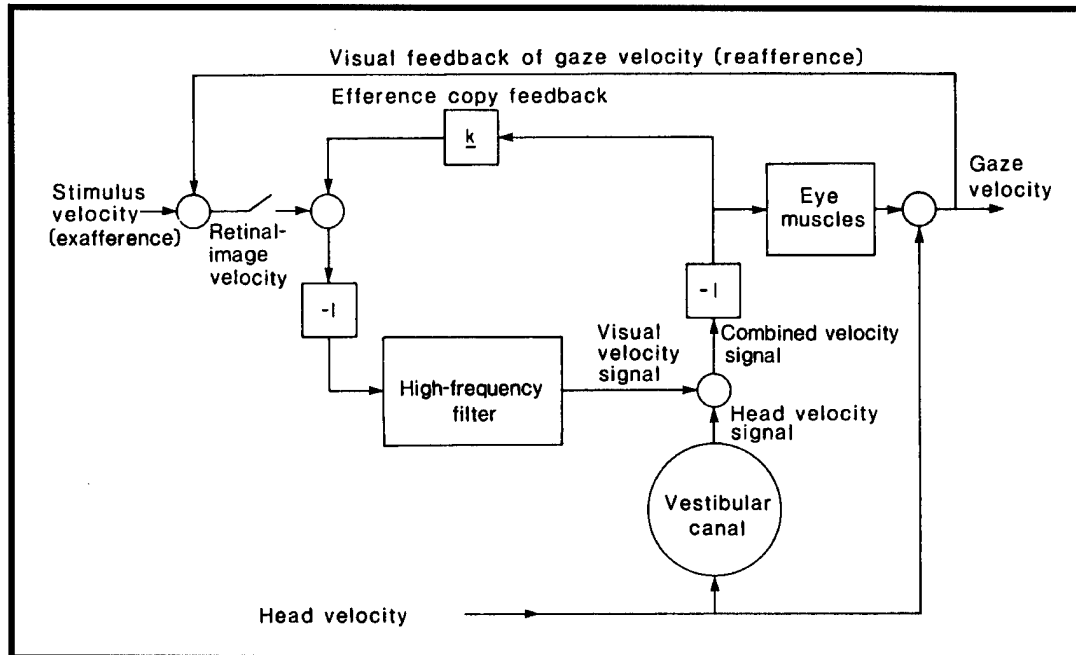 Visual feedback of gaze velocity (reafference)
Efference copy feedback
k
Stimulus
velocity
(exafference)
Retinal-
image
velocity
Eye
muscles
Gaze
velocity
-1
-1
Visual
velocity
signal
Combined velocity
signal
High-frequency
filter
Head velocity
signal
Vestibular
canal
Head velocity